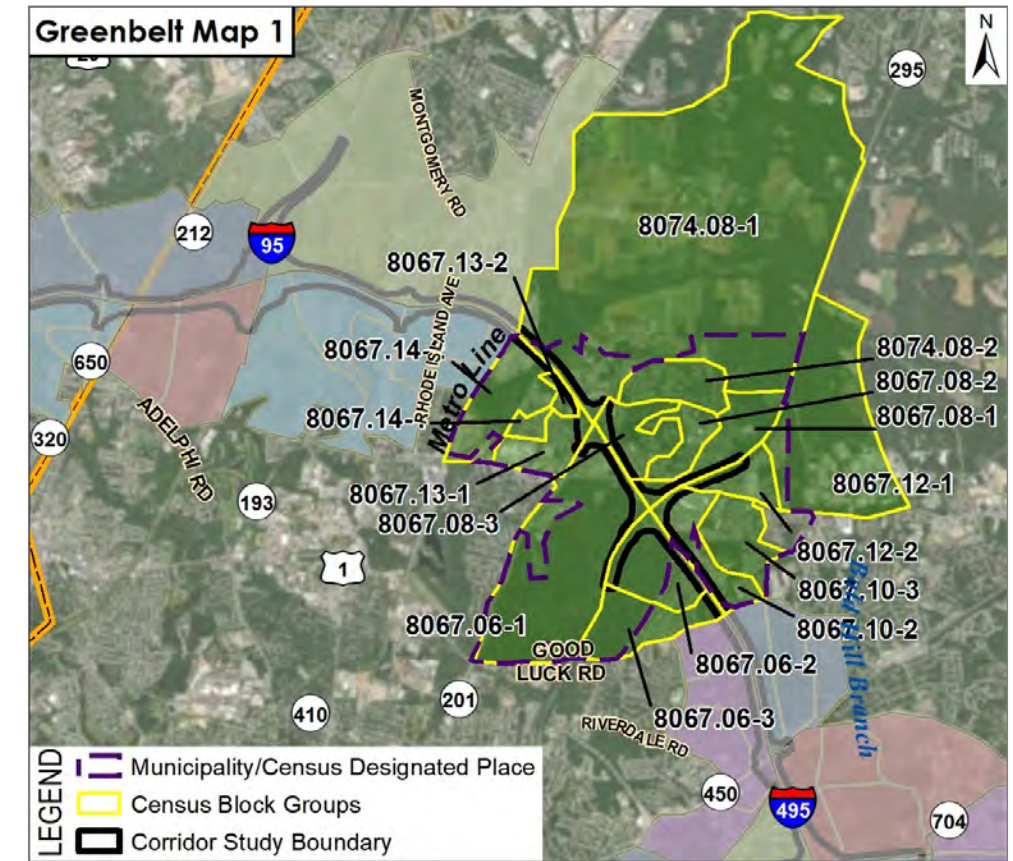 Greenbelt Map 1
N
295
MONTGOMERY RD
8074.08-1
212
95
8067.13-2
RHODE ISLAND AVE
Metro Line
8067.14-
8074.08-2
650
8067.08-2
8067.14-
8067.08-1
320
ADELPHI RD
193
8067.13-1
8067.12-1
8067.08-3
8067.12-2
1
8067.10-3
8067.06-1
8067.10-2
GOOD
LUCK RD
8067.06-2
Bald Hill Branch
201
410
8067.06-3
RIVERDALE RD
450
495
704
LEGEND
Municipality/Census Designated Place
Census Block Groups
Corridor Study Boundary